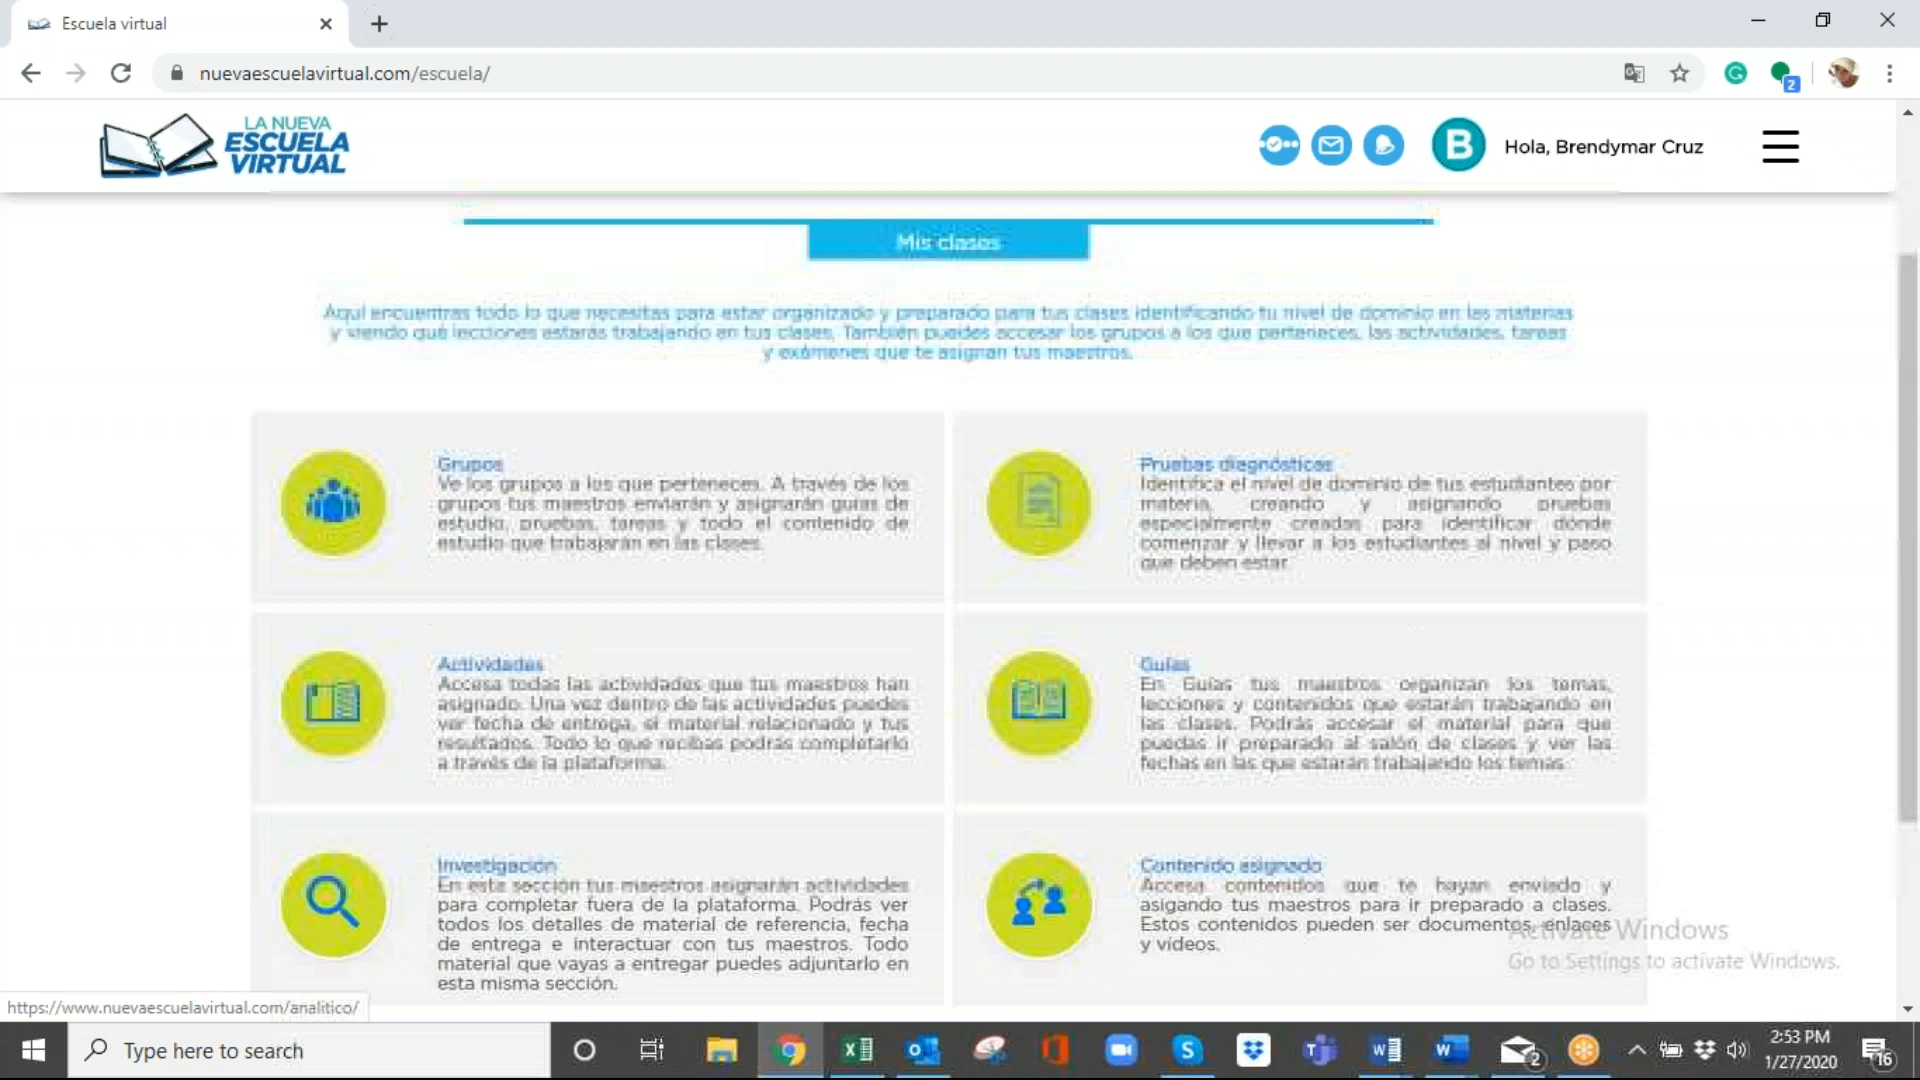 Escuela virtual
nuevaescuelavirtual.com/escuela/
2
LA NUEVA
ESCUELA
VIRTUAL
B
Hola, Brendymar Cruz
Mis clases
Aquí encuentras todo lo que necesitas para estar organizado y preparado para tus clases identificando tu nivel de dominio en las materias
y viendo qué lecciones estarás trabajando en tus clases. También puedes accesar los grupos a los que perteneces, las actividades, tareas
y exámenes que te asignan tus maestros.
Grupos
Ve los grupos a los que perteneces. A través de los
grupos tus maestros enviarán y asignarán guías de
estudio, pruebas, tareas y todo el contenido de
estudio que trabajarán en las clases.
Pruebas diagnósticas
Identifica el nivel de dominio de tus estudiantes por
materia, creando y asignando pruebas
especialmente creadas para identificar dónde
comenzar y llevar a los estudiantes al nivel y paso
que deben estar.
Actividades
Accesa todas las actividades que tus maestros han
asignado. Una vez dentro de las actividades puedes
ver fecha de entrega, el material relacionado y tus
resultados. Todo lo que recibas podrás completarlo
a través de la plataforma.
Guías
En Guías tus maestros organizan los temas,
lecciones y contenidos que estarán trabajando en
las clases. Podrás accesar el material para que
puedas ir preparado al salón de clases y ver las
fechas en las que estarán trabajando los temas.
Investigación
En esta sección tus maestros asignarán actividades
para completar fuera de la plataforma. Podrás ver
todos los detalles de material de referencia, fecha
de entrega e interactuar con tus maestros. Todo
material que vayas a entregar puedes adjuntarlo en
esta misma sección.
Contenido asignado
Accesa contenidos que te hayan enviado y
asigando tus maestros para ir preparado a clases.
Estos contenidos pueden ser documentos, enlaces
y vídeos.
Activate Windows
Go to Settings to activate Windows.
https://www.nuevaescuelavirtual.com/analitico/
Type here to search
2
2:53 PM
1/27/2020
16